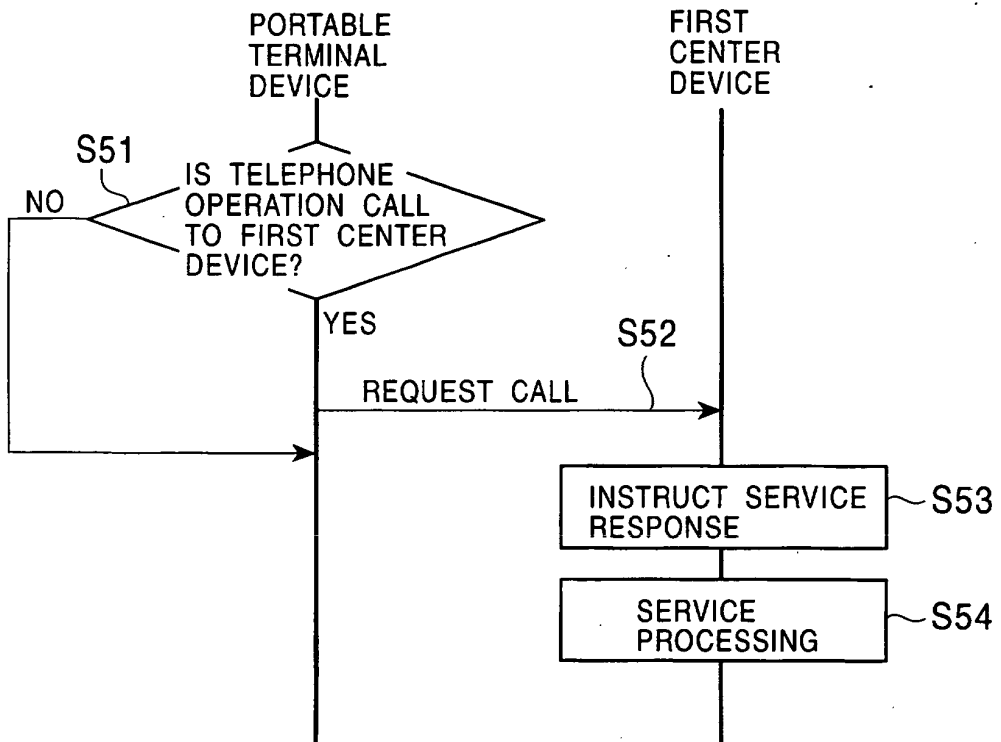 PORTABLE
TERMINAL
DEVICE
FIRST
CENTER
DEVICE
S51
NO
IS TELEPHONE
OPERATION CALL
TO FIRST CENTER
DEVICE?
YES
S52
REQUEST CALL
INSTRUCT SERVICE
RESPONSE
S53
SERVICE
PROCESSING
S54